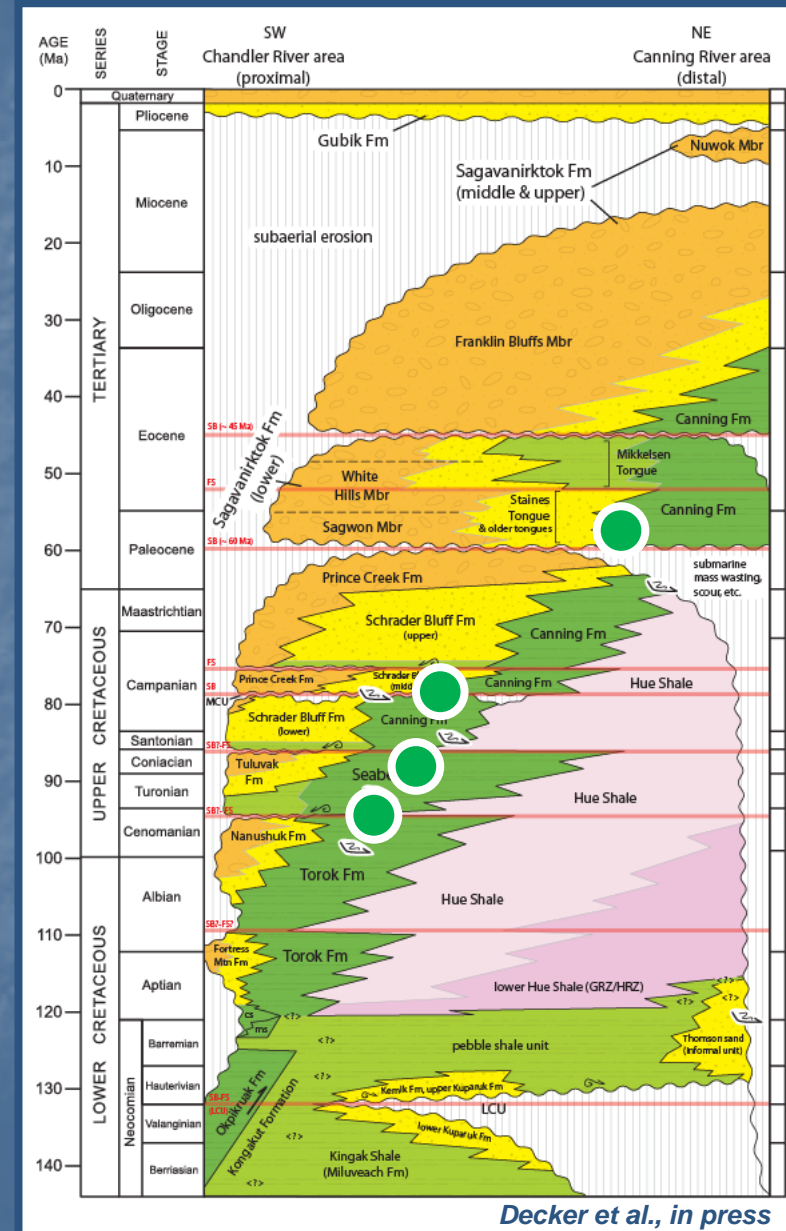 SW
NE
AGE
(Ma)
SERIES
STAGE
Chandler River area
(proximal)
Canning River area
(distal)
0
Quaternary
Pliocene
Gubik Fm
Nuwok Mbr
10
Sagavanirktok Fm
(middle & upper)
Miocene
20
subaerial erosion
Oligocene
30
Franklin Bluffs Mbr
TERTIARY
40
Canning Fm
SB (~ 45 Ma)
Eocene
Sagavanirktok Fm
(lower)
Mikkelsen
Tongue
50
White
Hills Mbr
FS
Staines
Tongue
& older tongues
Canning Fm
Sagwon Mbr
Paleocene
60
SB (~ 60 Ma)
submarine
mass wasting,
scour, etc.
Prince Creek Fm
Maastrichtian
Schrader Bluff Fm
(upper)
70
Canning Fm
FS
Campanian
Prince Creek Fm
Canning Fm
Hue Shale
SB
MCU
80
Schrader Bluff Fm
(lower)
Canning
Santonian
SB?-FS
Coniacian
Tuluvak
Fm
90
Turonian
Hue Shale
UPPER CRETACEOUS
SB?-FS
Cenomanian
Nanushuk Fm
100
Torok Fm
Albian
Hue Shale
SB?-FS?
110
Fortress
Mtn Fm
Torok Fm
Aptian
lower Hue Shale (GRZ/HRZ)
<?>
<?>
<?>
120
CS
ms
<?>
LOWER CRETACEOUS
Neocomian
Barremian
<?>
pebble shale unit
Thomson sand
(informal unit)
Hauterivian
<?>
Kemik Fm, upper Kuparuk Fm
130
SB-FS
(LCU)
LCU
Okpikruak Fm
Kongakut Formation
Valanginian
lower Kuparuk Fm
<?>
140
Berriasian
Kingak Shale
(Miluveach Fm)
<?>
Decker et al., in press